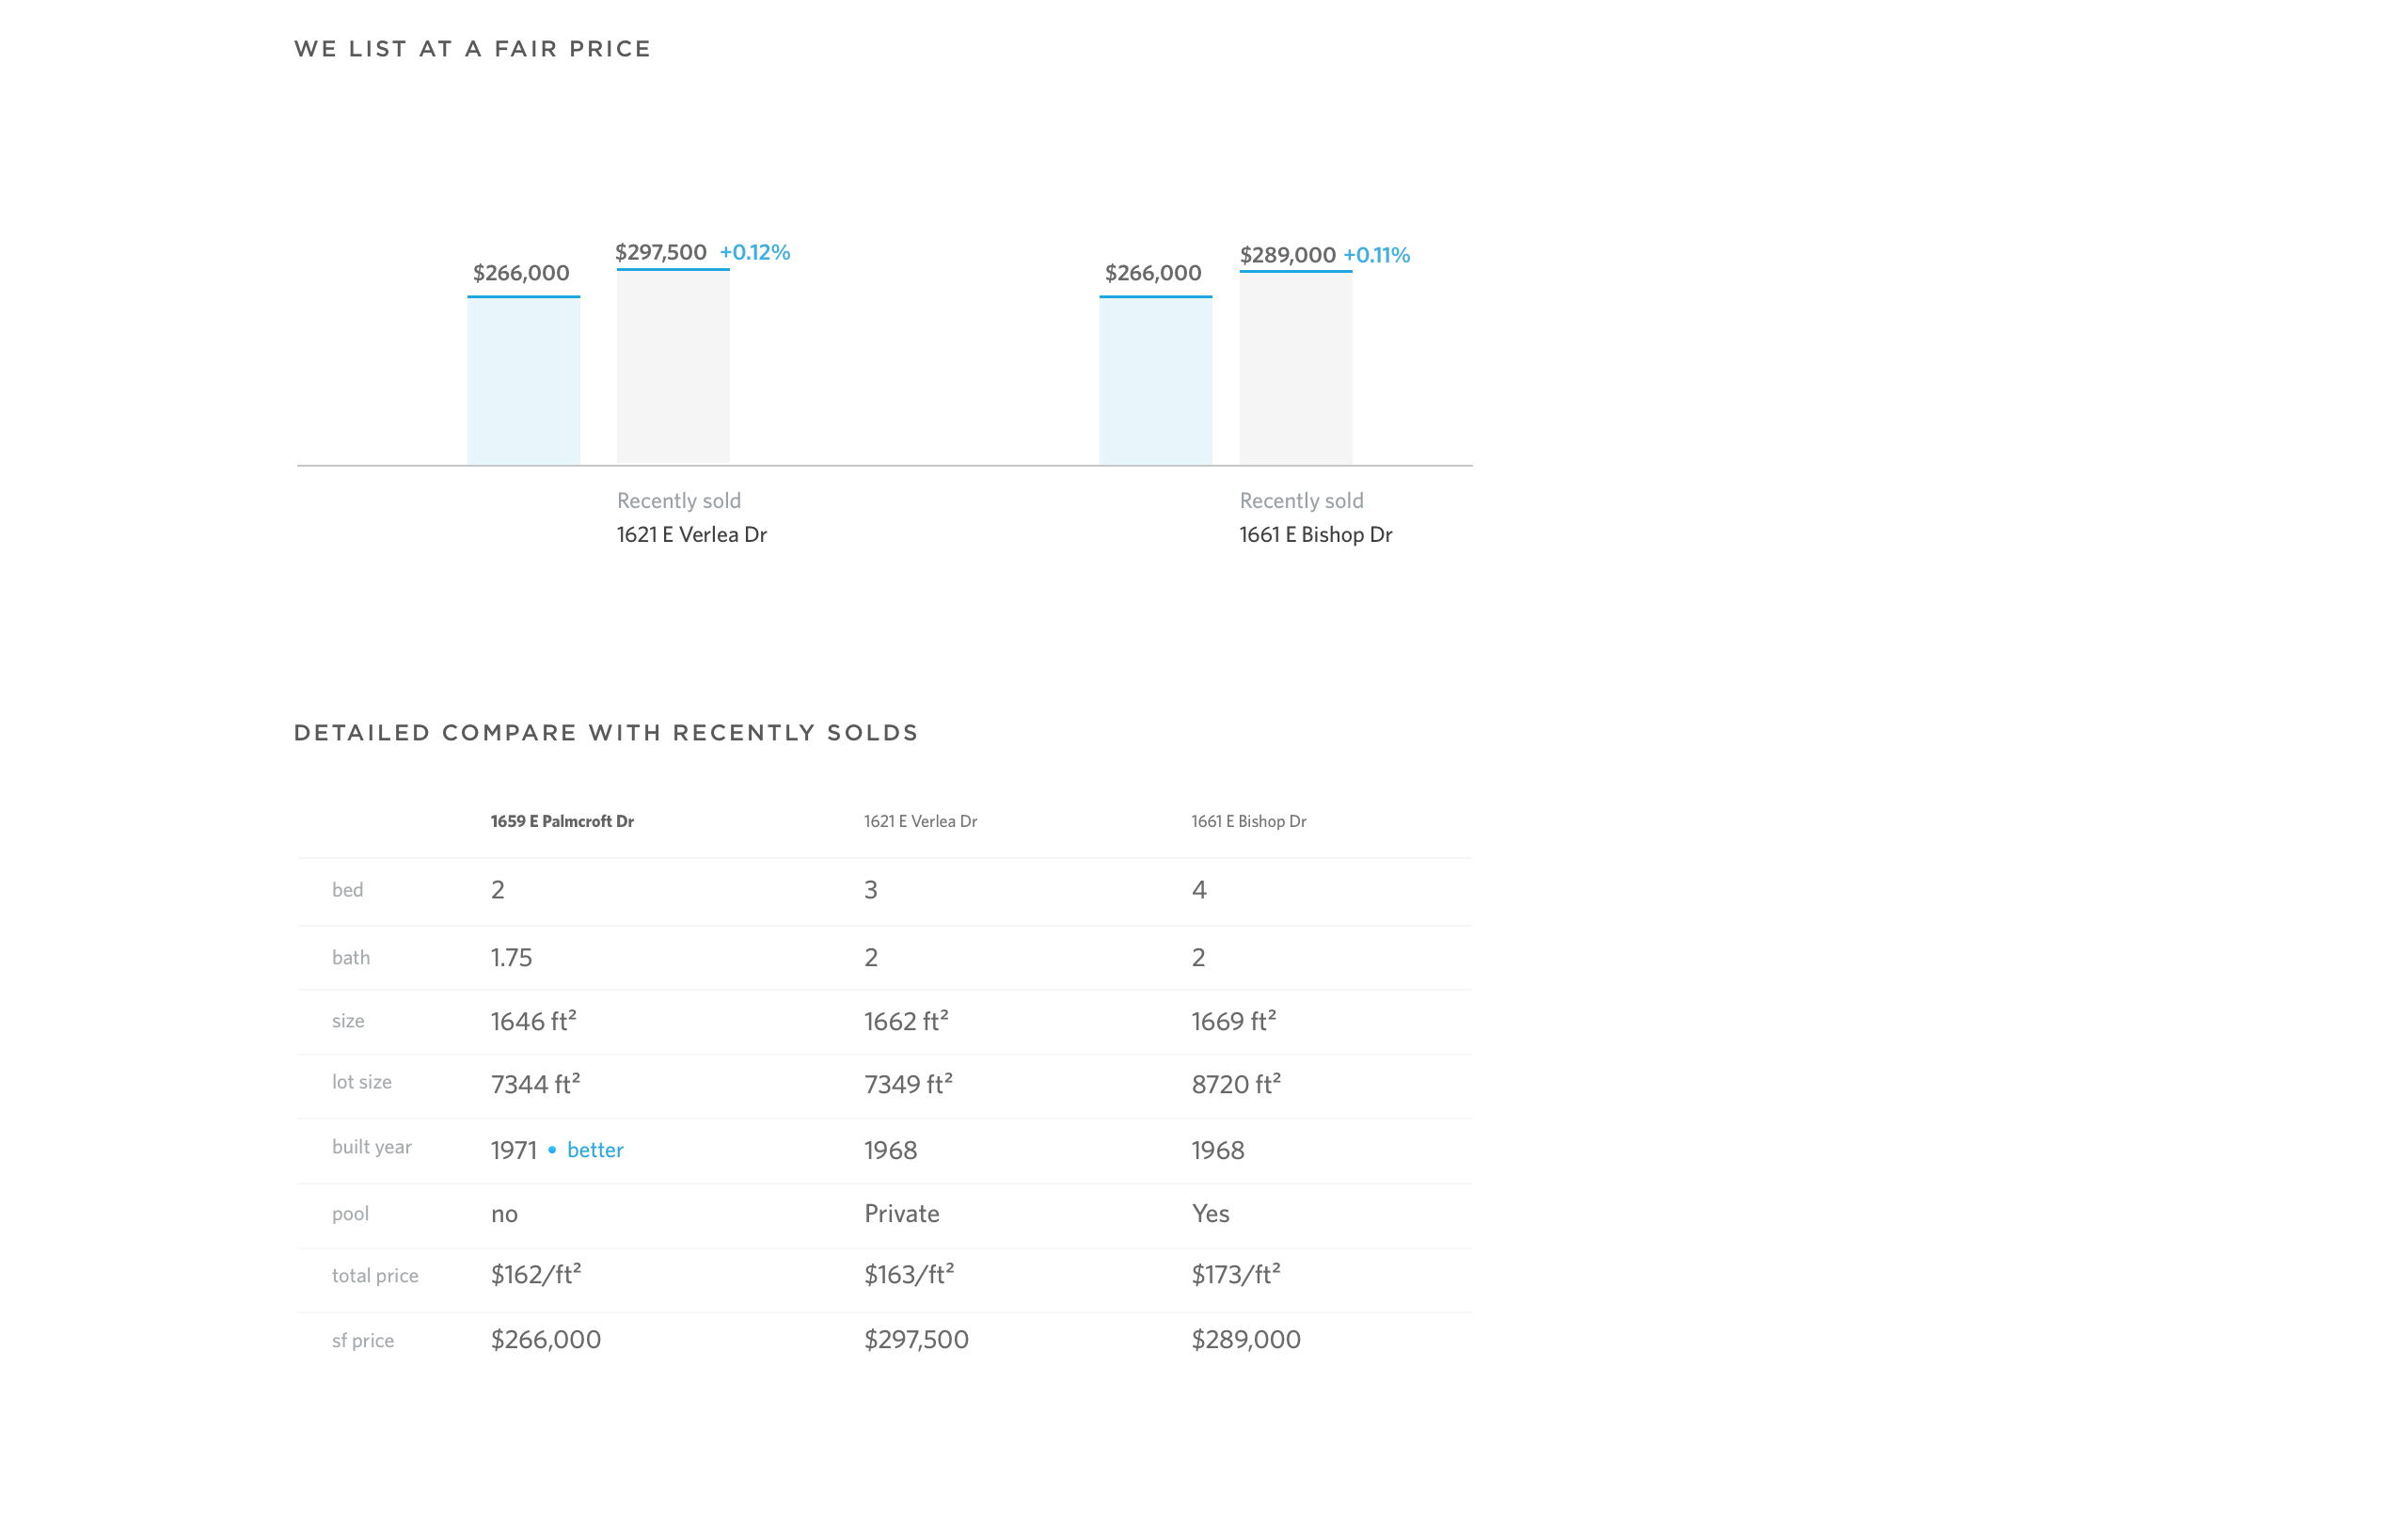 WE LIST AT A FAIR PRICE
$266,000
$297,500 +0.12%
$266,000
$289,000 +0.11%
Recently sold
1621 E Verlea Dr
Recently sold
1661 E Bishop Dr
DETAILED COMPARE WITH RECENTLY SOLDS
1659 E Palmcroft Dr 1621 E Verlea Dr 1661 E Bishop Dr
bed 2 3 4
bath 1.75 2 2
size 1646 ft² 1662 ft² 1669 ft²
lot size 7344 ft² 7349 ft² 8720 ft²
built year 1971 • better 1968 1968
pool no Private Yes
total price $162/ft² $163/ft² $173/ft²
sf price $266,000 $297,500 $289,000